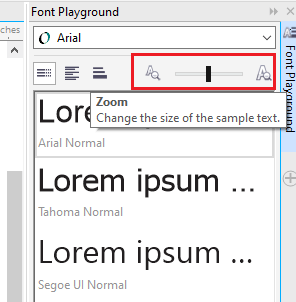 Font Playground
ches
Arial
Zoom
Change the size of the sample text.
Lore
Arial Normal
Lorem ipsum ...
Tahoma Normal
Lorem ipsum ...
Segoe UI Normal
Font Playground